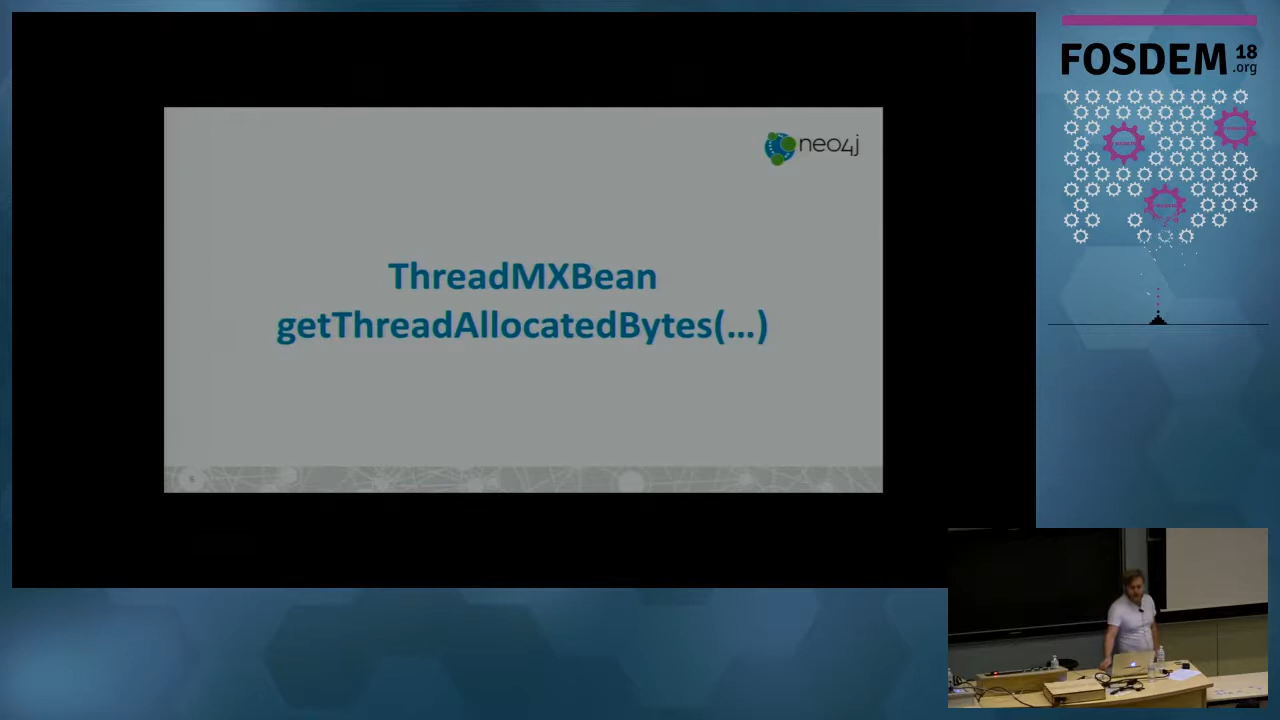 neo4j
ThreadMXBean
getThreadAllocatedBytes(...)
FOSDEM 18
.org